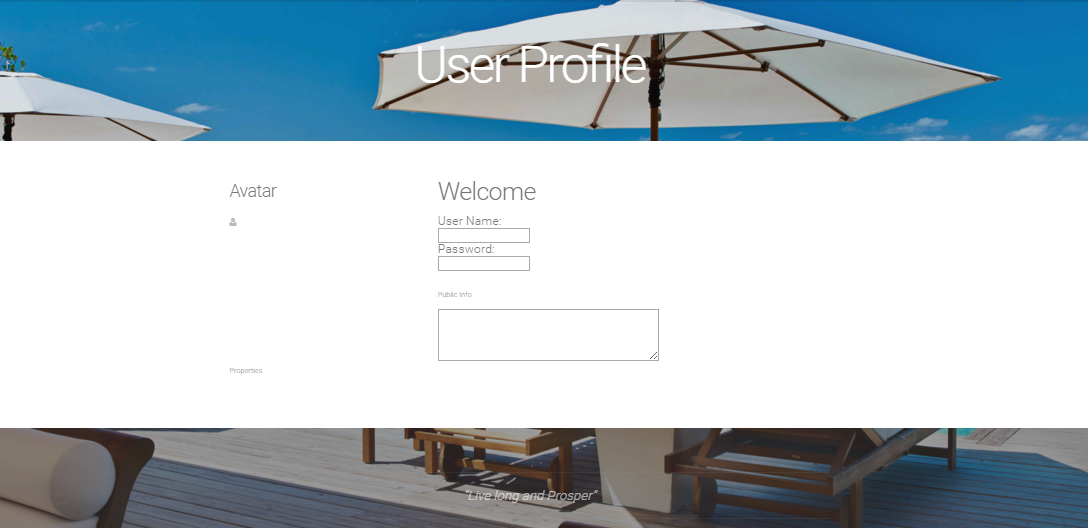 User Profile
Avatar
Welcome
User Name:
Password:
Public Info
Properties
"Live long and Prosper"